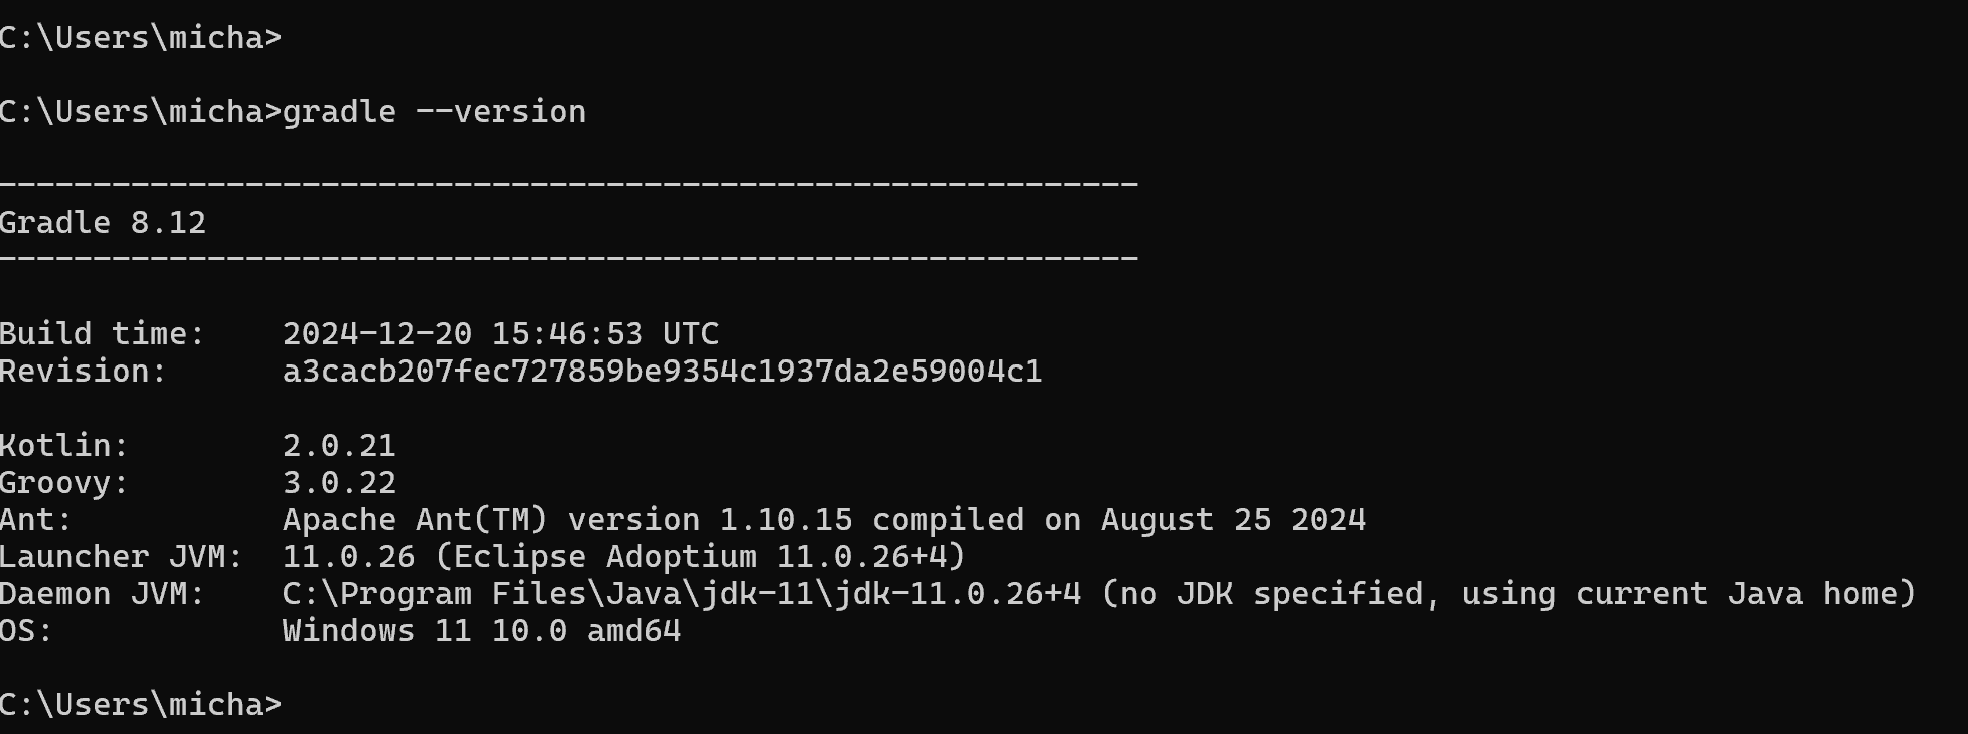 C:\Users\micha>
C:\Users\micha>gradle --version
------------------------------------------------------------
Gradle 8.12
------------------------------------------------------------
Build time:    2024-12-20 15:46:53 UTC
Revision:      a3cacb207fec727859be9354c1937da2e59004c1
Kotlin:        2.0.21
Groovy:        3.0.22
Ant:           Apache Ant(TM) version 1.10.15 compiled on August 25 2024
Launcher JVM:  11.0.26 (Eclipse Adoptium 11.0.26+4)
Daemon JVM:    C:\Program Files\Java\jdk-11\jdk-11.0.26+4 (no JDK specified, using current Java home)
OS:            Windows 11 10.0 amd64
C:\Users\micha>